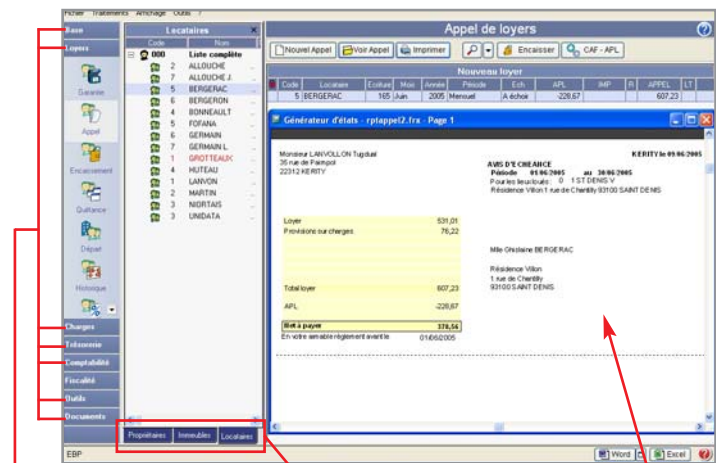 Fichier Traitements Affichage Outils ?
Base
Loyers
Garantie
Appel
Encaissement
Quittance
Départ
Historique
Charges
Trésorerie
Comptabilité
Fiscalité
Outils
Documents
Locataires
Code Nom
000 Liste complète
2 ALLOUCHE
7 ALLOUCHE J.
5 BERGERAC
6 BERGERON
4 BONNEAULT
5 FOFANA
6 GERMAIN
7 GERMAIN L
1 GROTTEAUX
4 HUTEAU
1 LANVON
2 MARTIN
3 NIORTAIS
3 UNIDATA
Propriétaires Immeubles Locataires
Appel de loyers
Nouvel Appel Voir Appel Imprimer Encaisser CAF - APL
Nouveau loyer
Code Locataire Ecriture Mois Année Période Ech APL IMP R APPEL LT
5 BERGERAC 165 Juin 2005 Mensuel A échoir -228,67 607,23
Générateur d'états - rptappel2.frx - Page 1
Monsieur LANVOLLON Tugdual
35 rue de Paimpol
22312 KERITY
KERITY le 09/06/2005
AVIS D'ECHEANCE
Période 01/06/2005 au 30/06/2005
Pour les lieux loués : 0 1 ST DENIS V
Résidence Villon 1 rue de Chantilly 93100 SAINT DENIS
Loyer 531,01
Provisions sur charges 76,22
Mlle Ghislaine BERGERAC
Résidence Villon
1 rue de Chantilly
93100 SAINT DENIS
Total loyer 607,23
APL -228,67
Net à payer 378,56
En votre aimable règlement avant le 01/06/2005
EBP
Word Excel